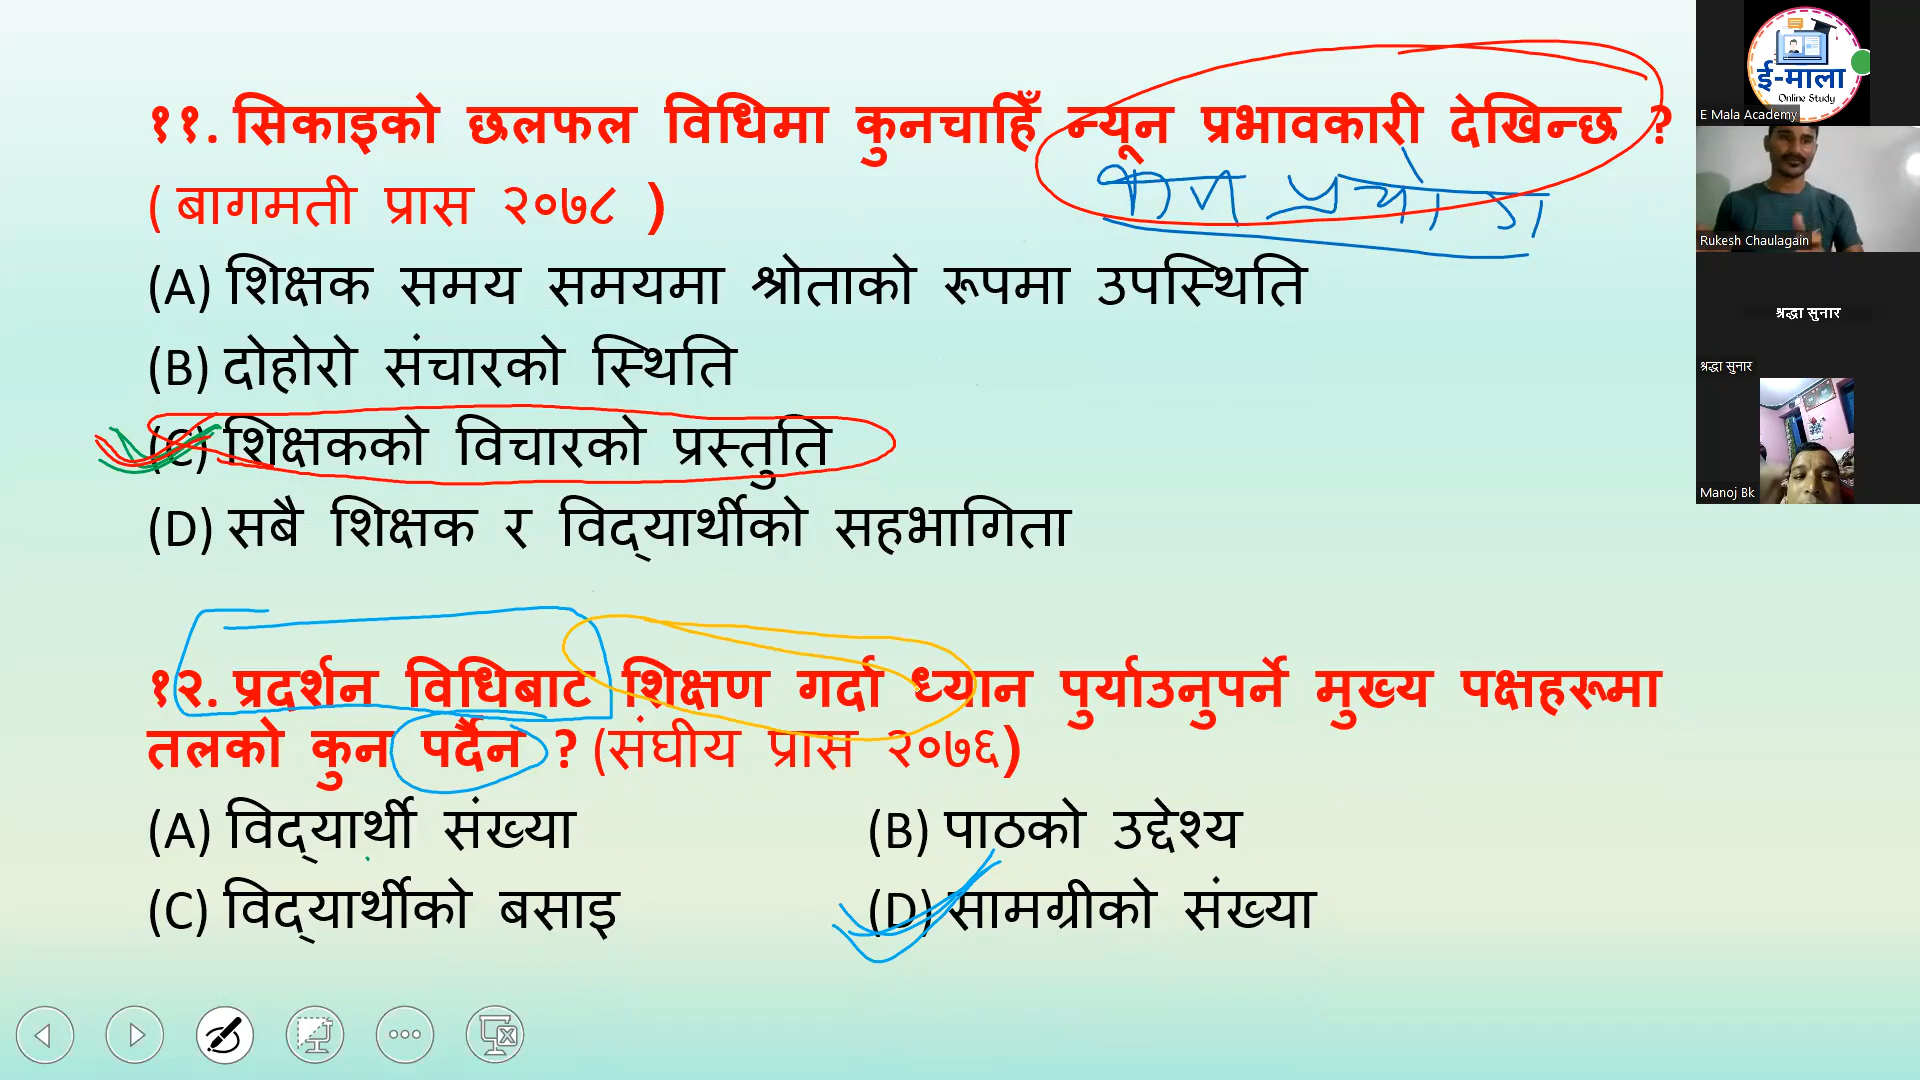 ११. सिकाइको छलफल विधिमा कुनचाहिँ न्यून प्रभावकारी देखिन्छ ?
( बागमती प्रास २०७८ )
कम प्रयोग
(A) शिक्षक समय समयमा श्रोताको रूपमा उपस्थिति
(B) दोहोरो संचारको स्थिति
(C) शिक्षकको विचारको प्रस्तुति
(D) सबै शिक्षक र विद्यार्थीको सहभागिता
१२. प्रदर्शन विधिबाट शिक्षण गर्दा ध्यान पुर्याउनुपर्ने मुख्य पक्षहरूमा
तलको कुन पर्दैन ? (संघीय प्रास २०७६)
(A) विद्यार्थी संख्या (B) पाठको उद्देश्य
(C) विद्यार्थीको बसाइ (D) सामग्रीको संख्या
ई-माला
Online Study
E Mala Academy
Rukesh Chaulagain
श्रद्धा सुनार
श्रद्धा सुनार
Manoj Bk